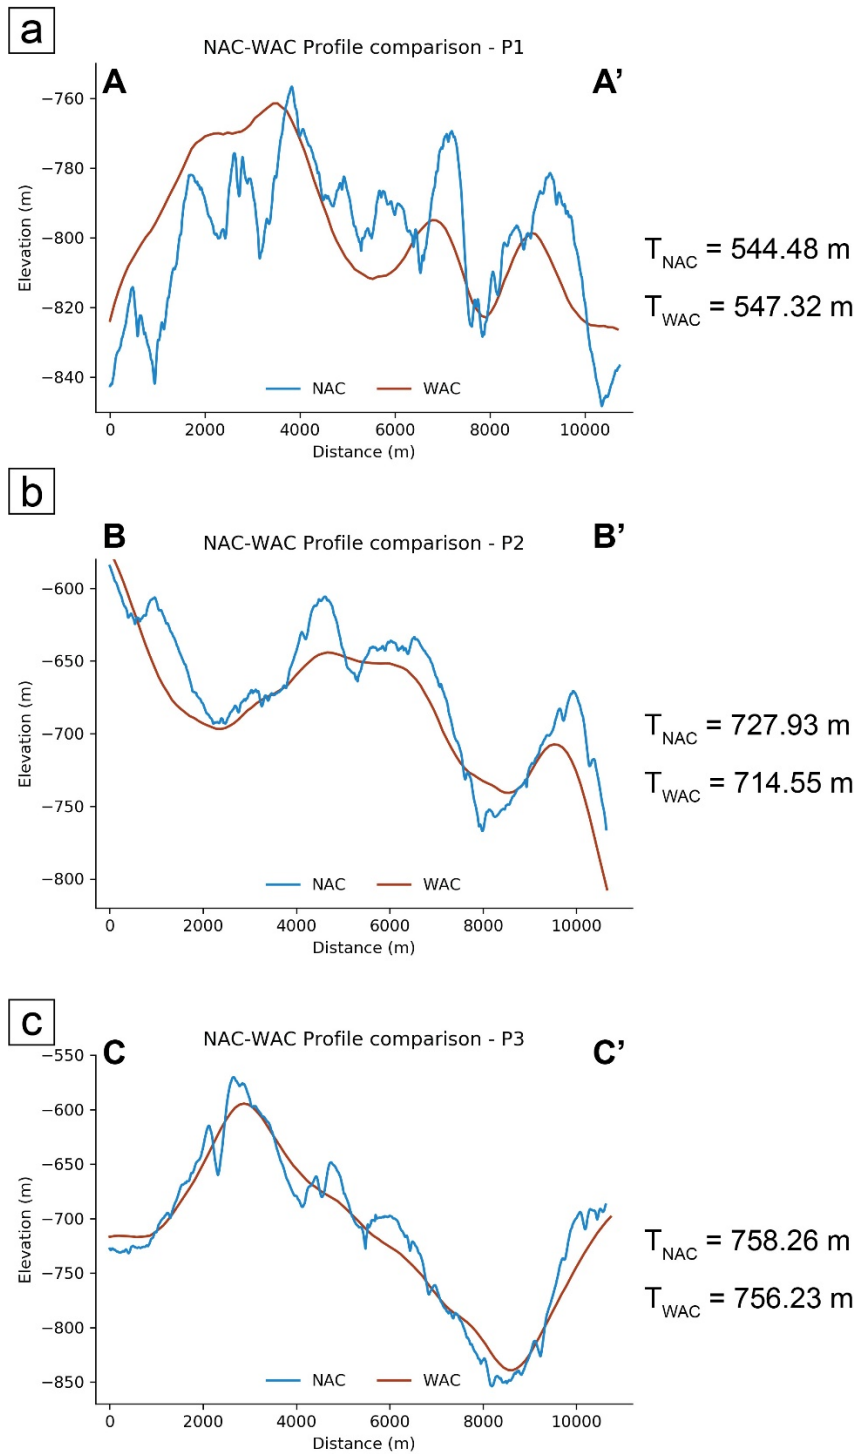 a
NAC-WAC Profile comparison - P1
A
A’
−760
−780
−800
−820
−840
Elevation (m)
NAC
WAC
0
2000
4000
6000
8000
10000
Distance (m)
TNAC = 544.48 m
TWAC = 547.32 m
b
NAC-WAC Profile comparison - P2
B
B’
−600
−650
−700
−750
−800
Elevation (m)
NAC
WAC
0
2000
4000
6000
8000
10000
Distance (m)
TNAC = 727.93 m
TWAC = 714.55 m
c
NAC-WAC Profile comparison - P3
C
C’
−550
−600
−650
−700
−750
−800
−850
Elevation (m)
NAC
WAC
0
2000
4000
6000
8000
10000
Distance (m)
TNAC = 758.26 m
TWAC = 756.23 m